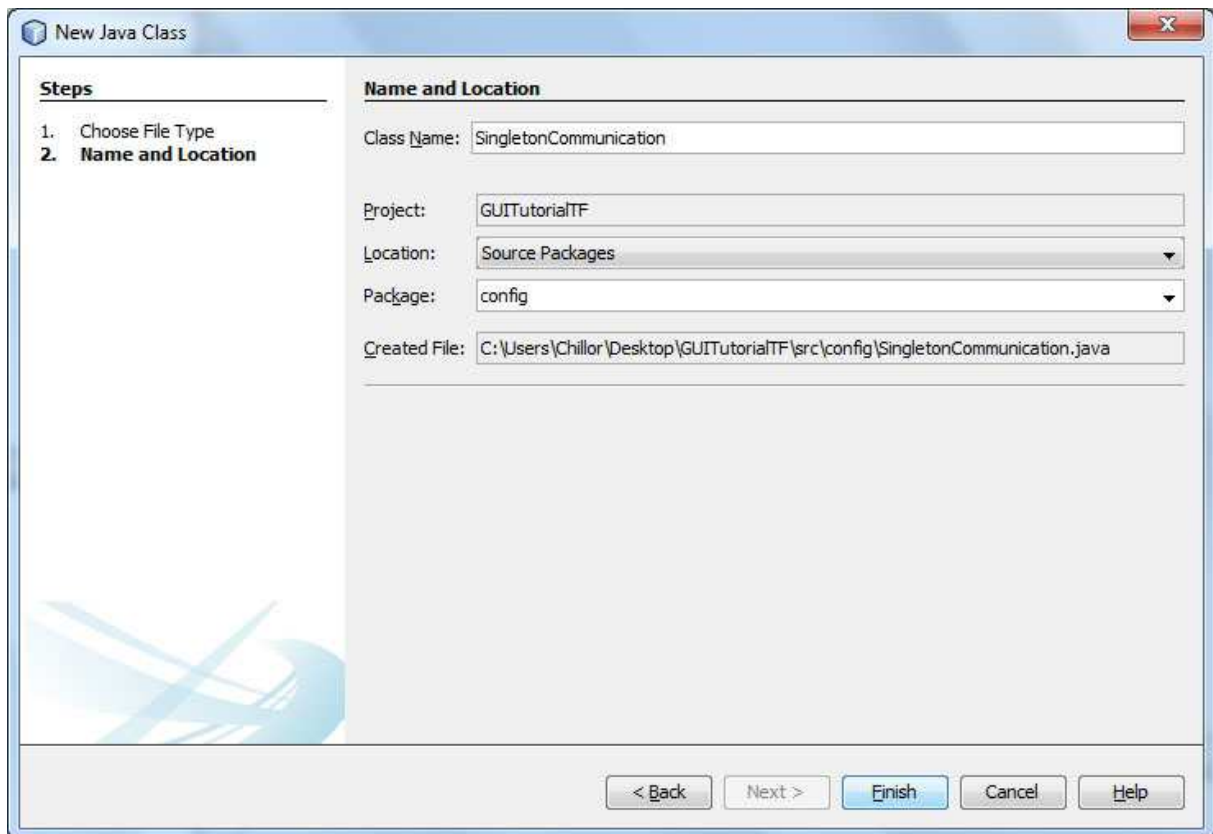 New Java Class
Steps
1. Choose File Type
2. Name and Location
Name and Location
Class Name: SingletonCommunication
Project: GUITutorialTF
Location: Source Packages
Package: config
Created File: C:\Users\Chillor\Desktop\GUITutorialTF\src\config\SingletonCommunication.java
< Back Next > Finish Cancel Help